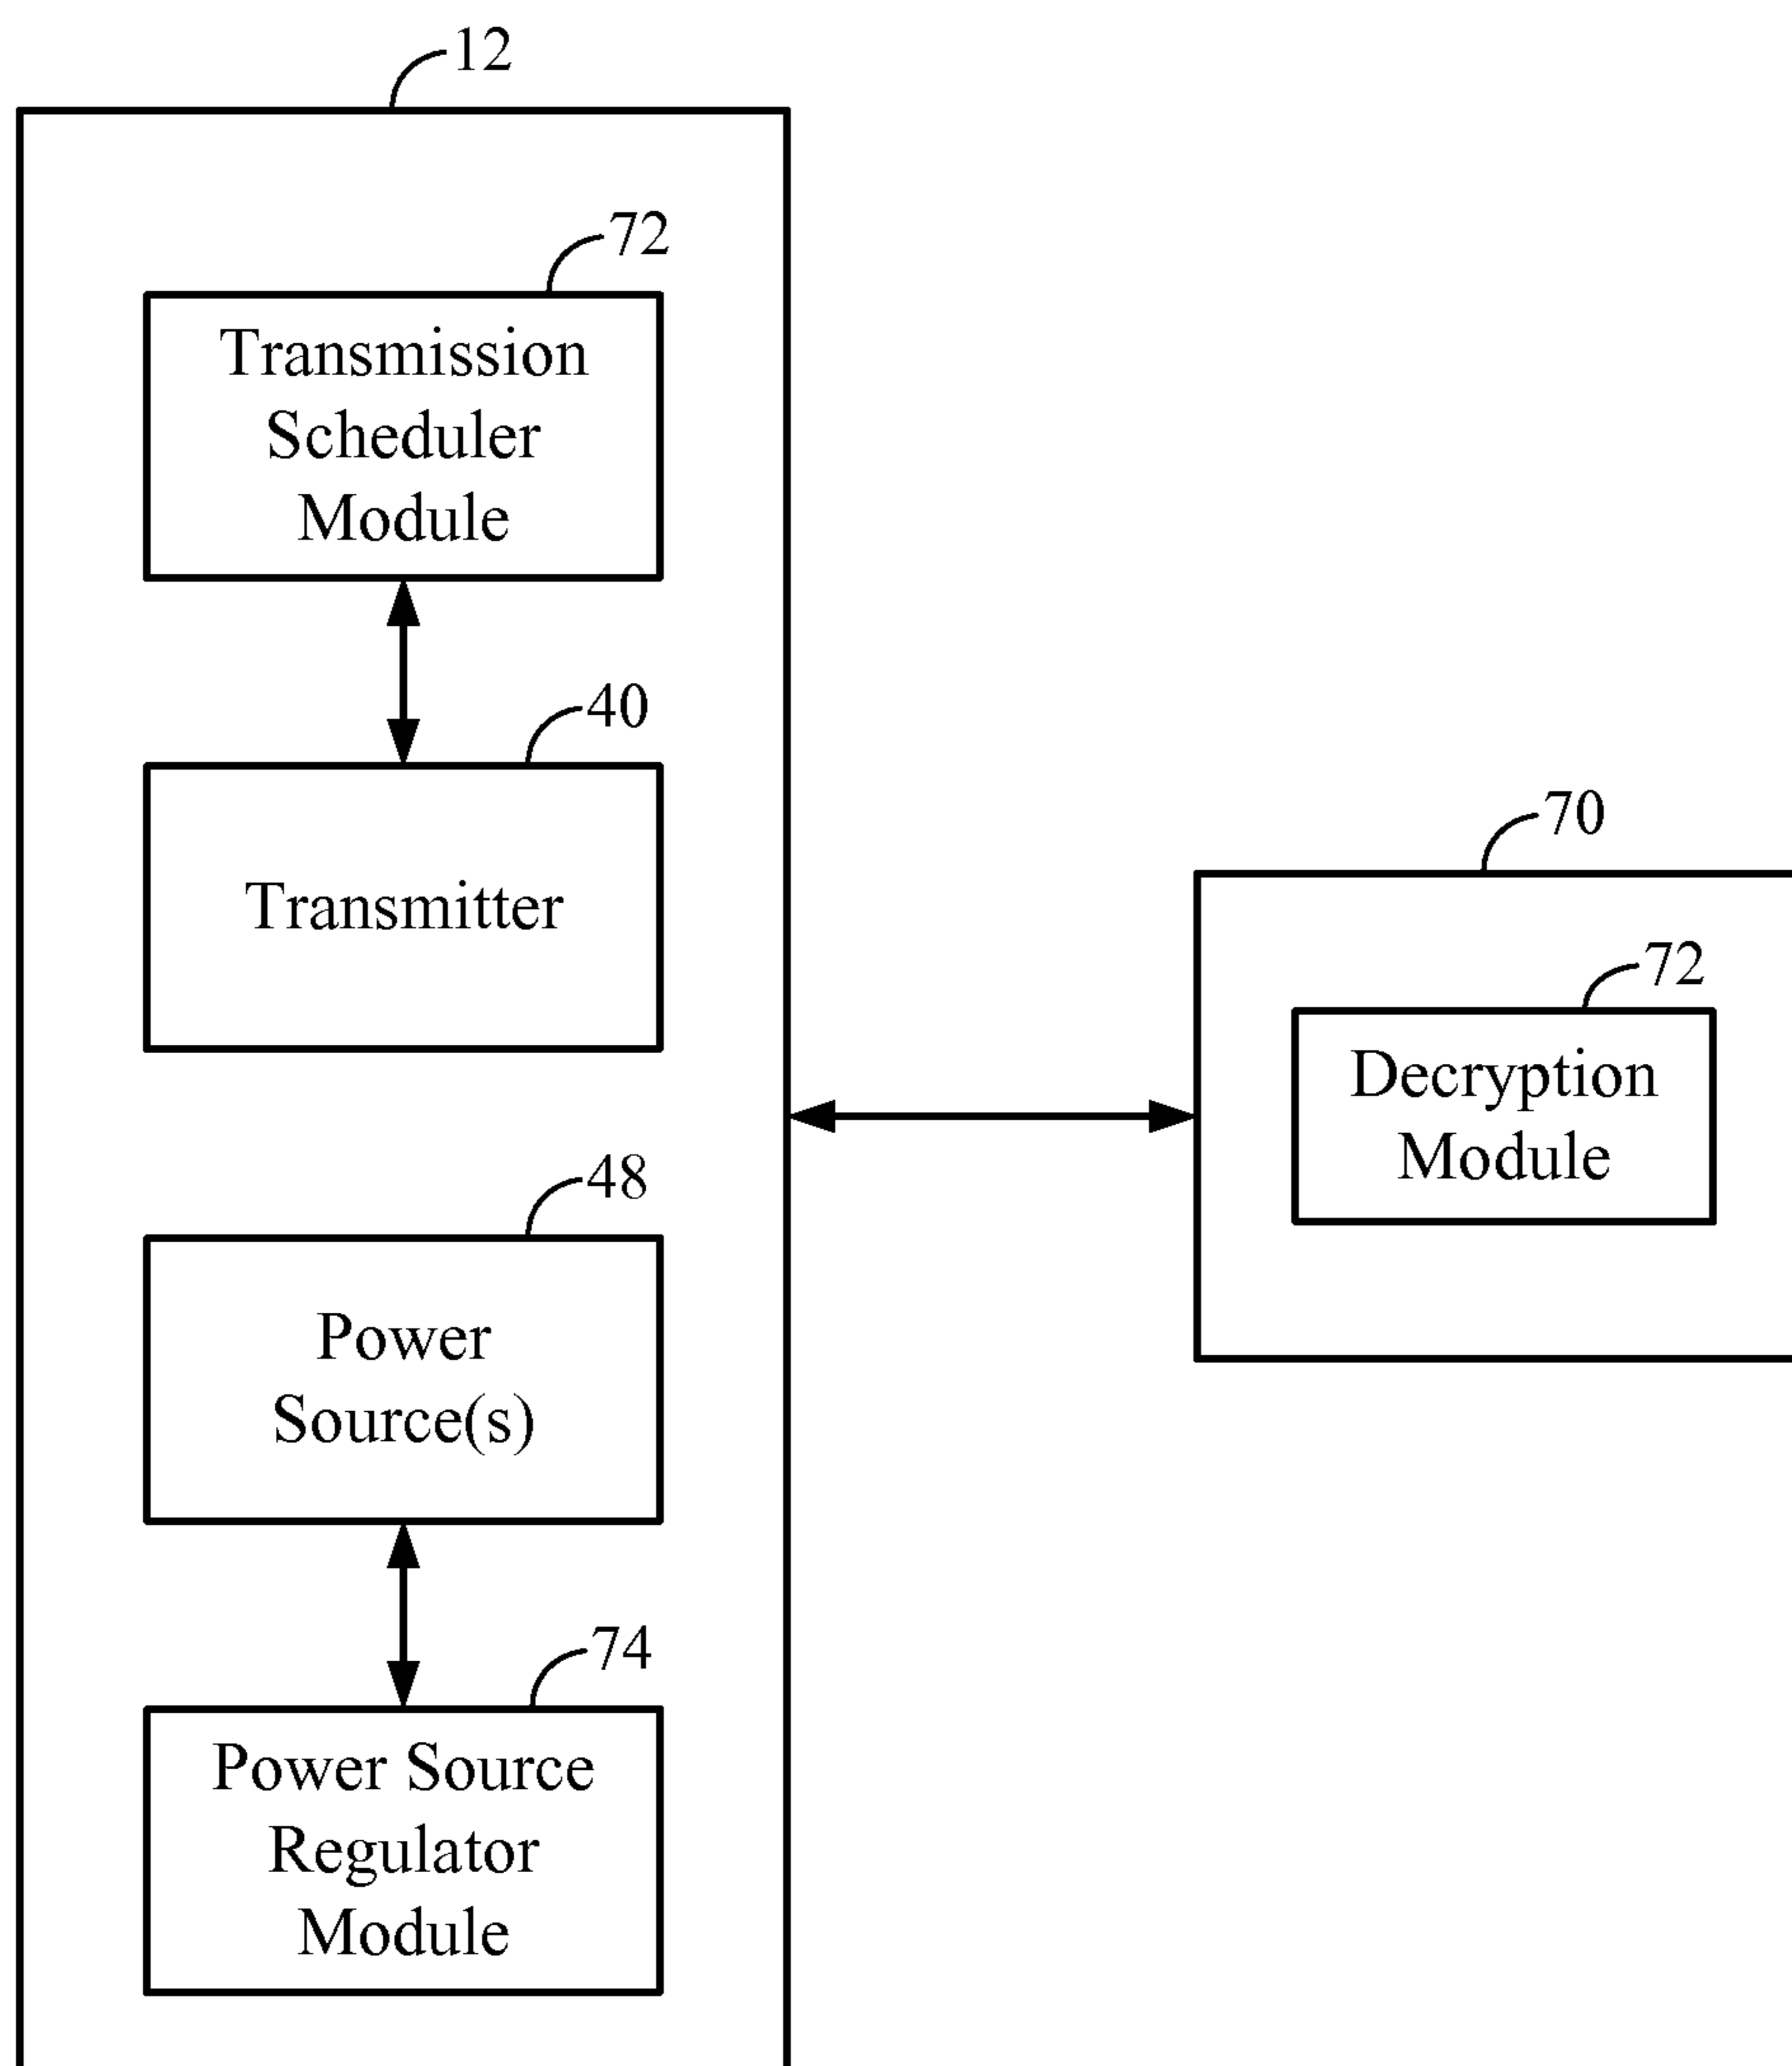 12
72
Transmission
Scheduler
Module
40
Transmitter
48
Power
Source(s)
74
Power Source
Regulator
Module
70
72
Decryption
Module